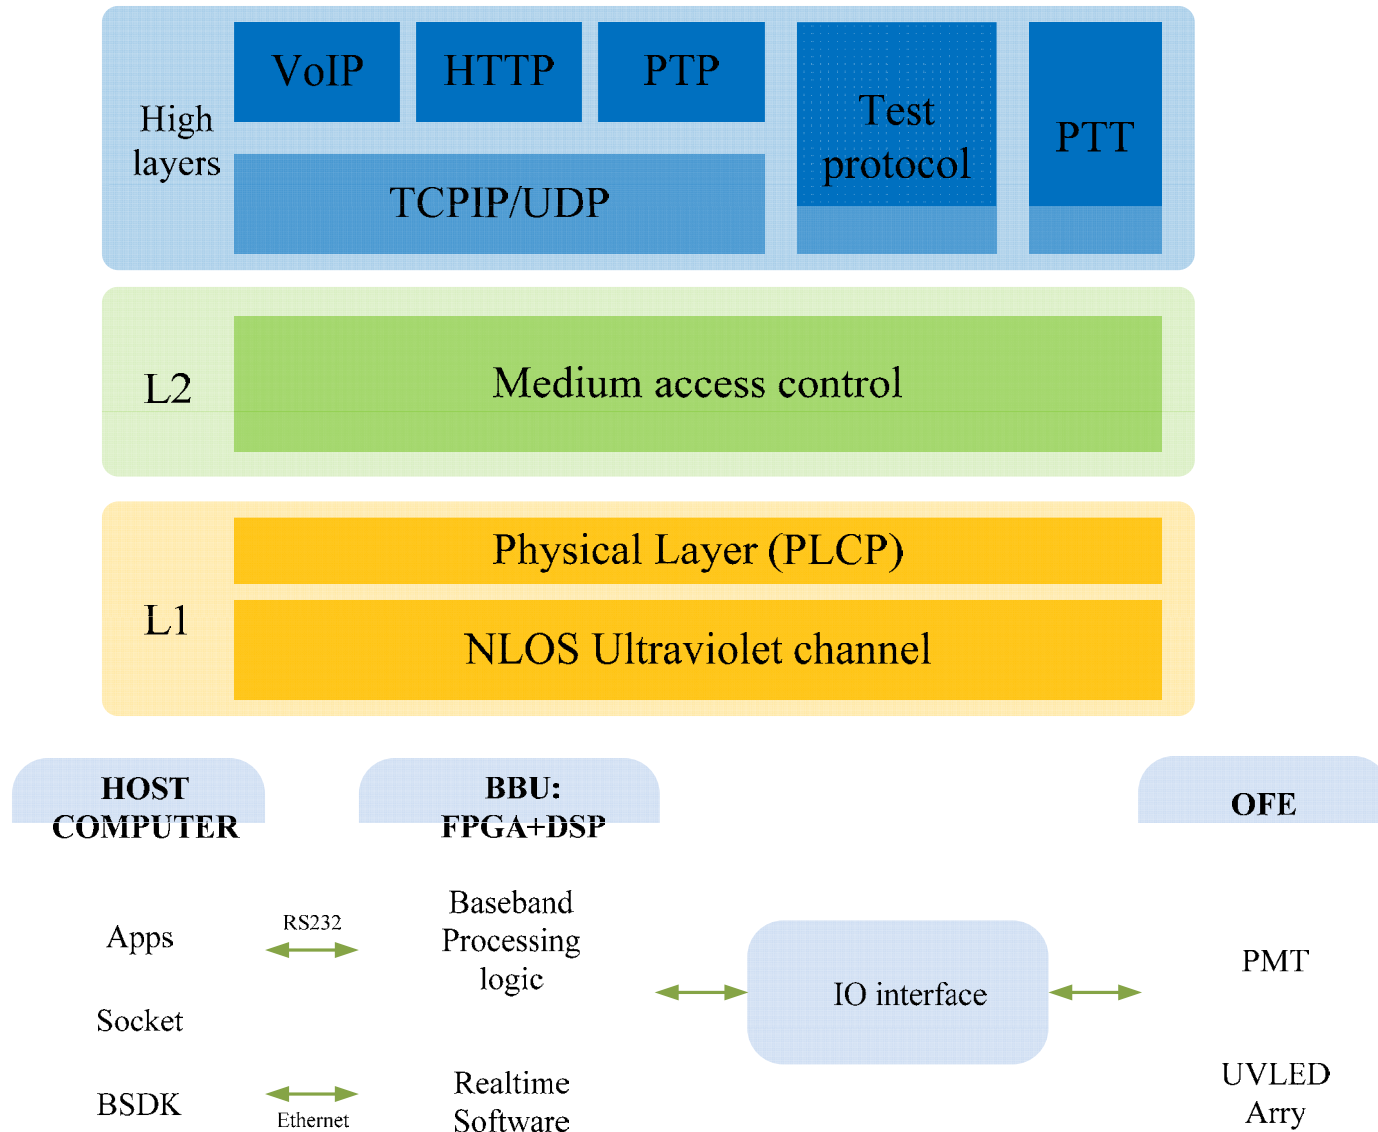 VoIP
HTTP
PTP
Test
protocol
PTT
High
layers
TCPIP/UDP
L2
Medium access control
L1
Physical Layer (PLCP)
NLOS Ultraviolet channel
HOST
COMPUTER
BBU:
FPGA+DSP
OFE
Apps
Socket
BSDK
RS232
Ethernet
Baseband
Processing
logic
Realtime
Software
IO interface
PMT
UVLED
Arry